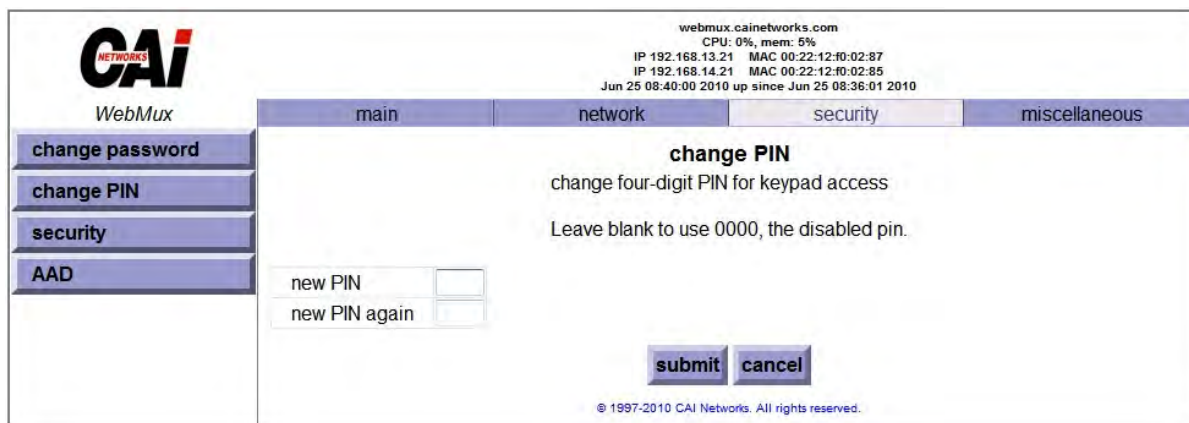 NETWORKS
CAi
WebMux
webmux.cainetworks.com
CPU: 0%, mem: 5%
IP 192.168.13.21 MAC 00:22:12:f0:02:87
IP 192.168.14.21 MAC 00:22:12:f0:02:85
Jun 25 08:40:00 2010 up since Jun 25 08:36:01 2010
main
network
security
miscellaneous
change password
change PIN
security
AAD
change PIN
change four-digit PIN for keypad access
Leave blank to use 0000, the disabled pin.
new PIN
new PIN again
submit
cancel
© 1997-2010 CAI Networks. All rights reserved.